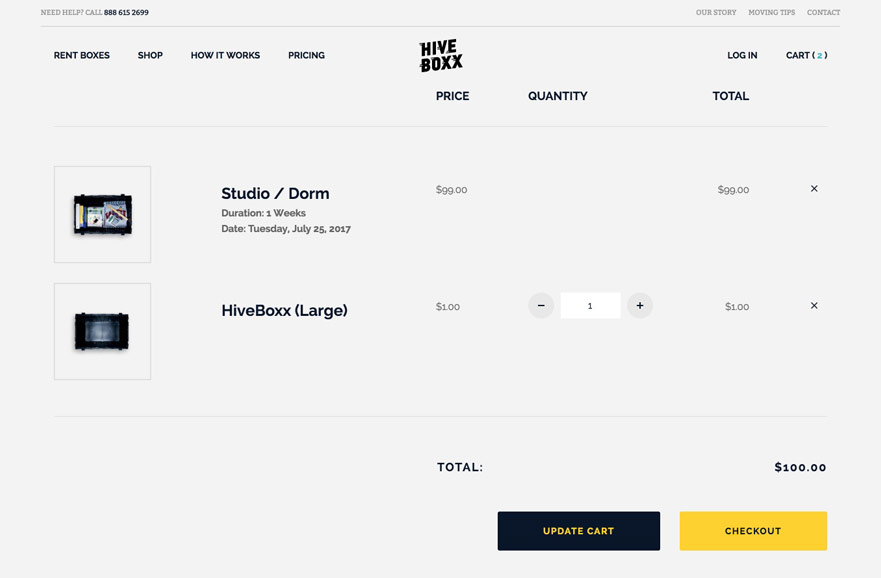 NEED HELP? CALL 888 615 2699
OUR STORY MOVING TIPS CONTACT
RENT BOXES SHOP HOW IT WORKS PRICING
HIVE
BOXX
LOG IN CART ( 2 )
PRICE QUANTITY TOTAL
Studio / Dorm $99.00 $99.00 ×
Duration: 1 Weeks
Date: Tuesday, July 25, 2017
HiveBoxx (Large) $1.00 − 1 + $1.00 ×
TOTAL: $100.00
UPDATE CART CHECKOUT